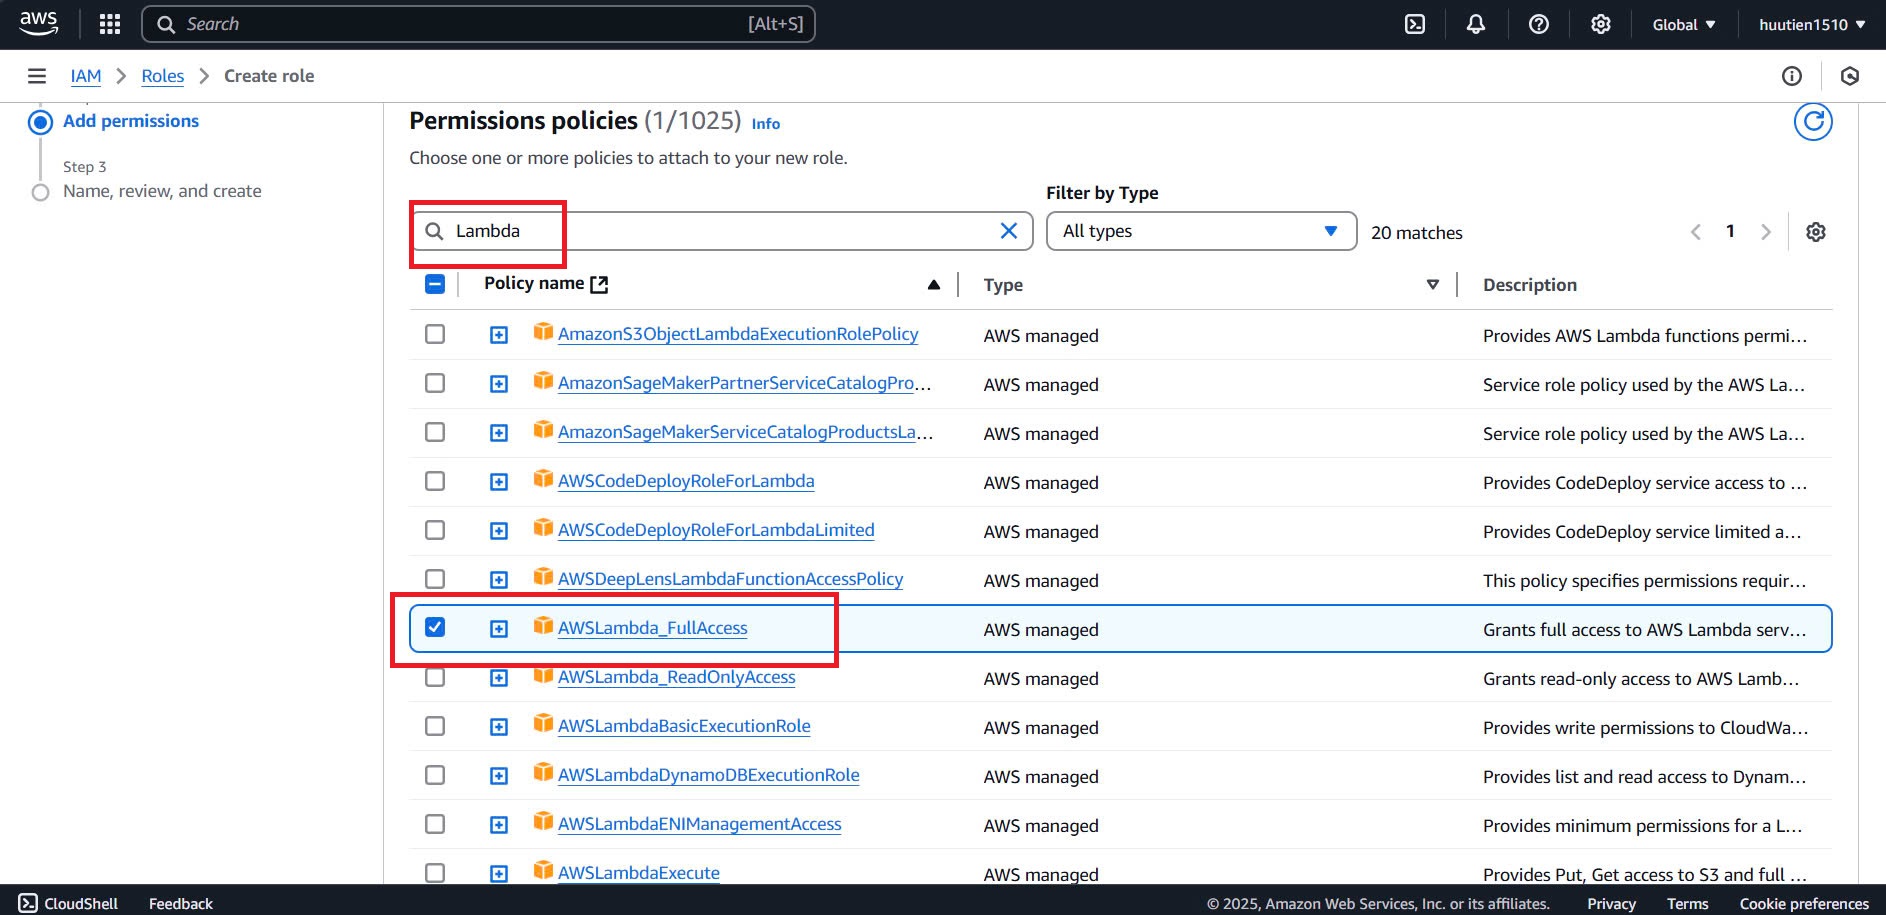 aws
Search
[Alt+S]
Global
huutien1510
IAM
Roles
Create role
Add permissions
Step 3
Name, review, and create
Permissions policies (1/1025) Info
Choose one or more policies to attach to your new role.
Filter by Type
Lambda
All types
20 matches
1
Policy name
Type
Description
AmazonS3ObjectLambdaExecutionRolePolicy
AWS managed
Provides AWS Lambda functions permi...
AmazonSageMakerPartnerServiceCatalogPro...
AWS managed
Service role policy used by the AWS La...
AmazonSageMakerServiceCatalogProductsLa...
AWS managed
Service role policy used by the AWS La...
AWSCodeDeployRoleForLambda
AWS managed
Provides CodeDeploy service access to ...
AWSCodeDeployRoleForLambdaLimited
AWS managed
Provides CodeDeploy service limited a...
AWSDeepLensLambdaFunctionAccessPolicy
AWS managed
This policy specifies permissions requir...
AWSLambda_FullAccess
AWS managed
Grants full access to AWS Lambda serv...
AWSLambda_ReadOnlyAccess
AWS managed
Grants read-only access to AWS Lamb...
AWSLambdaBasicExecutionRole
AWS managed
Provides write permissions to CloudWa...
AWSLambdaDynamoDBExecutionRole
AWS managed
Provides list and read access to Dynam...
AWSLambdaENIManagementAccess
AWS managed
Provides minimum permissions for a L...
AWSLambdaExecute
AWS managed
Provides Put, Get access to S3 and full ...
CloudShell
Feedback
© 2025, Amazon Web Services, Inc. or its affiliates.
Privacy
Terms
Cookie preferences